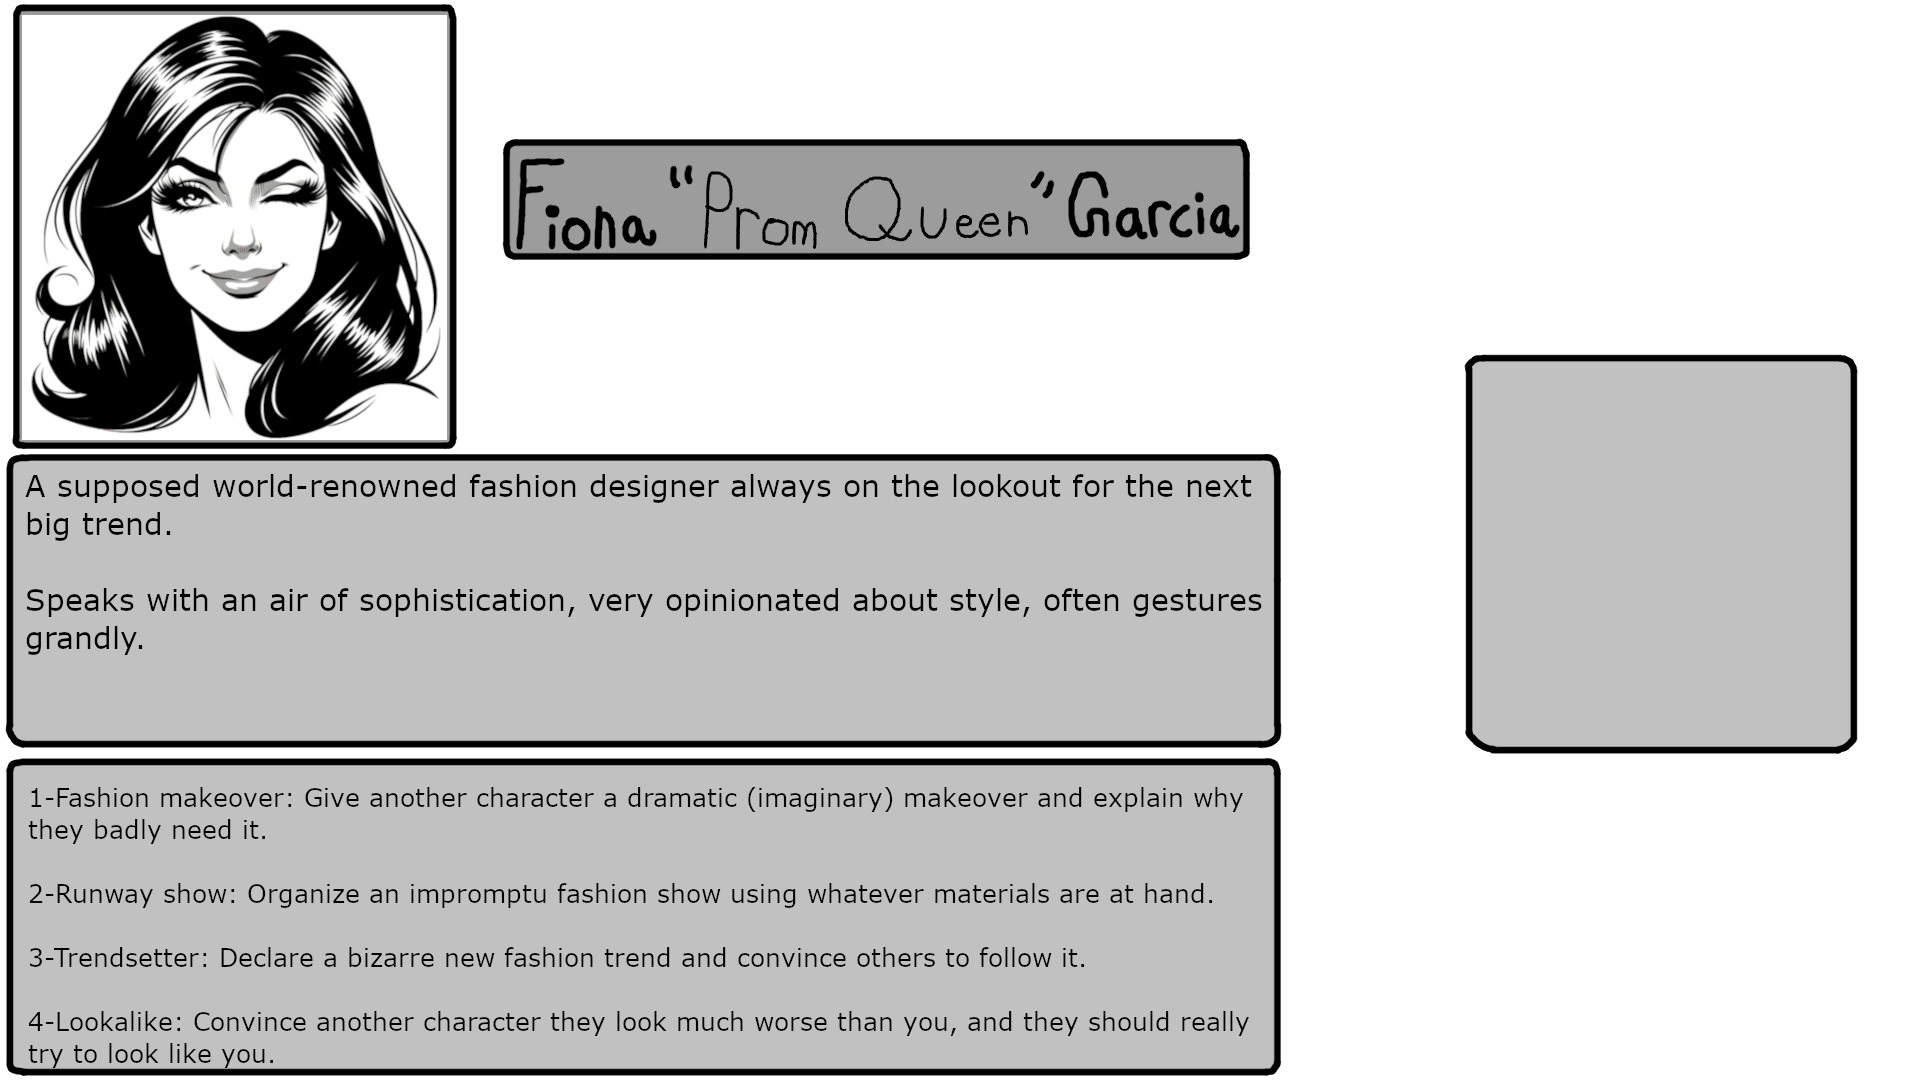 Fiona “Prom Queen” Garcia
A supposed world-renowned fashion designer always on the lookout for the next
big trend.
Speaks with an air of sophistication, very opinionated about style, often gestures
grandly.
1-Fashion makeover: Give another character a dramatic (imaginary) makeover and explain why
they badly need it.
2-Runway show: Organize an impromptu fashion show using whatever materials are at hand.
3-Trendsetter: Declare a bizarre new fashion trend and convince others to follow it.
4-Lookalike: Convince another character they look much worse than you, and they should really
try to look like you.